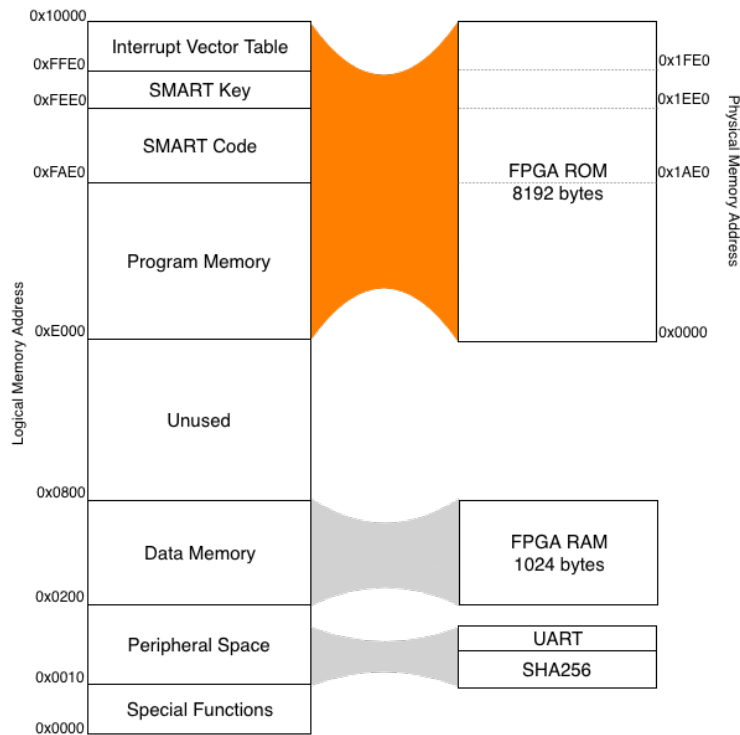 0x10000
Interrupt Vector Table
0xFFE0
SMART Key
0xFEE0
SMART Code
0xFAE0
Program Memory
0xE000
Unused
0x0800
Data Memory
0x0200
Peripheral Space
0x0010
Special Functions
0x0000
Logical Memory Address
0x1FE0
0x1EE0
FPGA ROM
8192 bytes
0x1AE0
0x0000
Physical Memory Address
FPGA RAM
1024 bytes
UART
SHA256